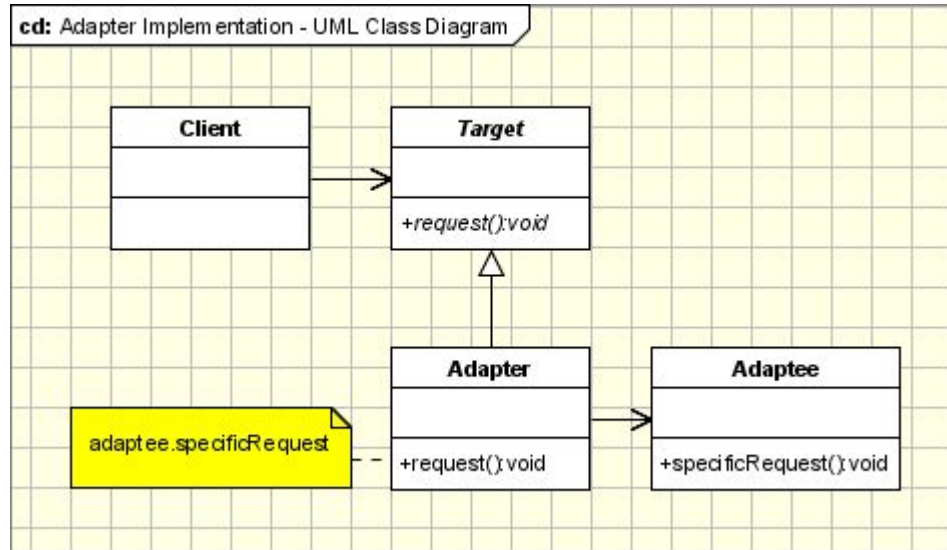 cd: Adapter Implementation - UML Class Diagram
Client
Target
+request():void
Adapter
Adaptee
adaptee.specificRequest
+request():void
+specificRequest():void